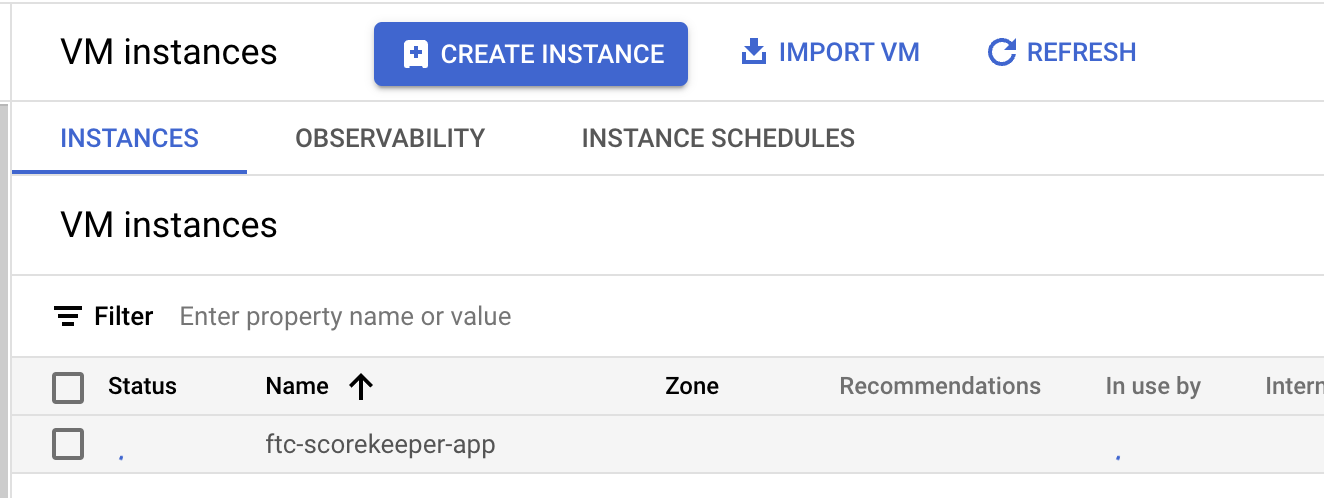 VM instances CREATE INSTANCE IMPORT VM REFRESH
INSTANCES OBSERVABILITY INSTANCE SCHEDULES
VM instances
Filter Enter property name or value
Status Name Zone Recommendations In use by Intern
ftc-scorekeeper-app